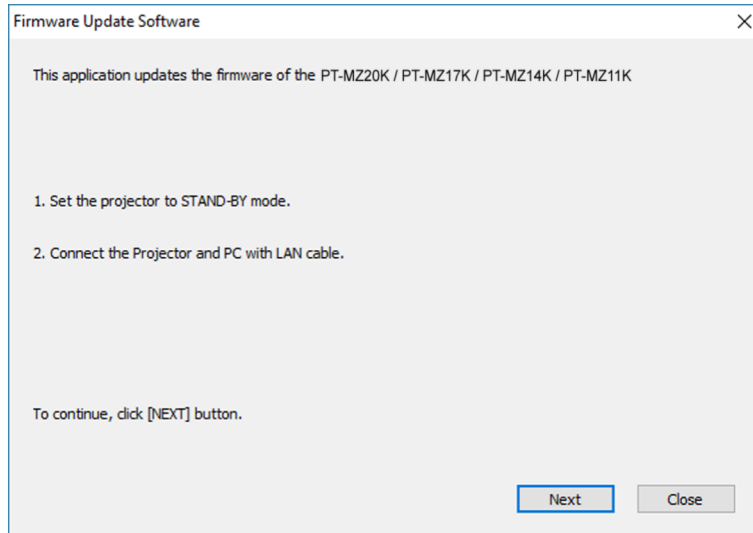 Firmware Update Software
This application updates the firmware of the PT-MZ20K / PT-MZ17K / PT-MZ14K / PT-MZ11K
1. Set the projector to STAND-BY mode.
2. Connect the Projector and PC with LAN cable.
To continue, click [NEXT] button.
Next
Close